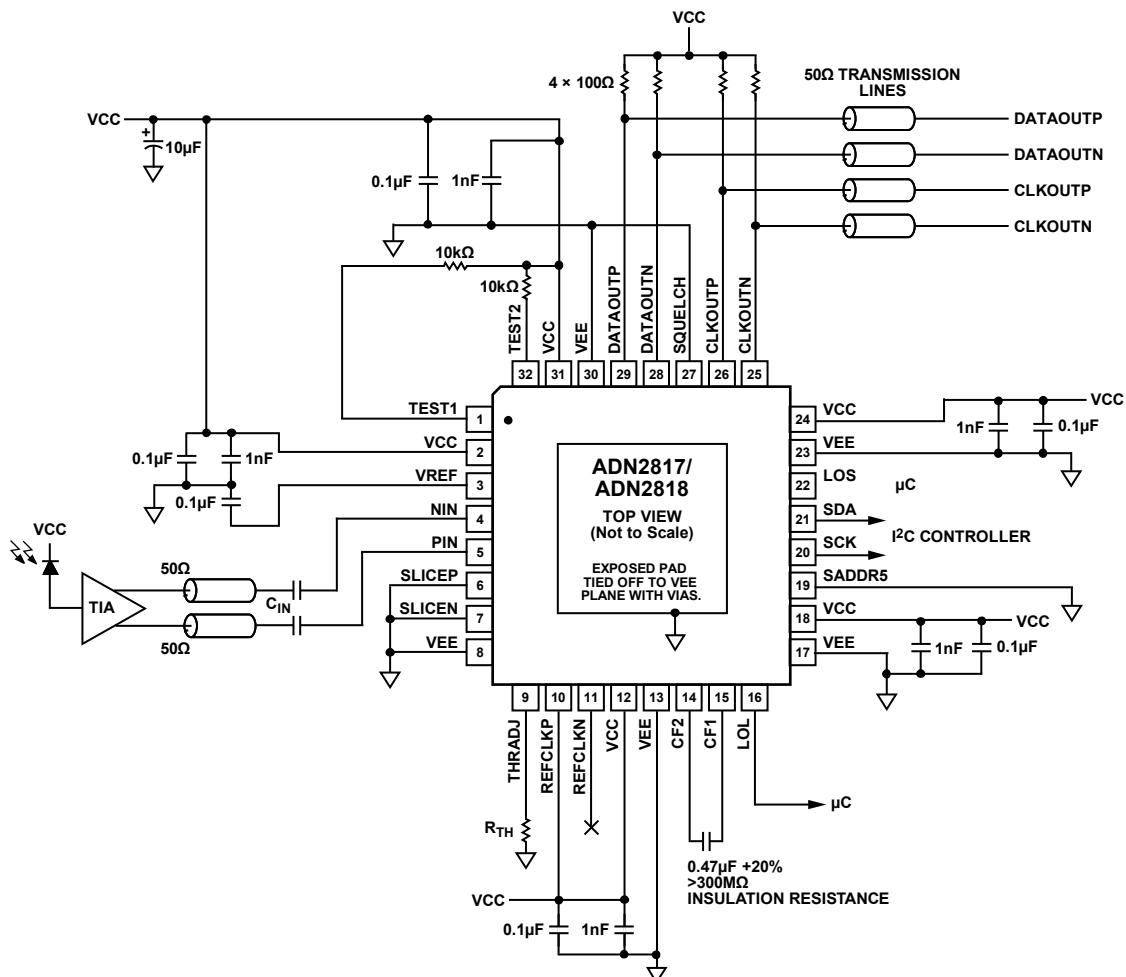 VCC
4 × 100Ω
50Ω TRANSMISSION
LINES
DATAOUTP
DATAOUTN
CLKOUTP
CLKOUTN
VCC
+
10µF
0.1µF
1nF
10kΩ
10kΩ
TEST2
VCC
VEE
DATAOUTP
DATAOUTN
SQUELCH
CLKOUTP
CLKOUTN
32
31
30
29
28
27
26
25
TEST1
1
VCC
2
VREF
3
NIN
4
PIN
5
SLICEP
6
SLICEN
7
VEE
8
0.1µF
1nF
0.1µF
VCC
50Ω
TIA
CIN
50Ω
ADN2817/
ADN2818
TOP VIEW
(Not to Scale)
EXPOSED PAD
TIED OFF TO VEE
PLANE WITH VIAS.
24
VCC
23
VEE
22
LOS
21
SDA
20
SCK
19
SADDR5
18
VCC
17
VEE
VCC
1nF
0.1µF
µC
I2C CONTROLLER
VCC
1nF
0.1µF
9
10
11
12
13
14
15
16
THRADJ
REFCLKP
REFCLKN
VCC
VEE
CF2
CF1
LOL
RTH
µC
0.47µF +20%
>300MΩ
INSULATION RESISTANCE
VCC
0.1µF
1nF